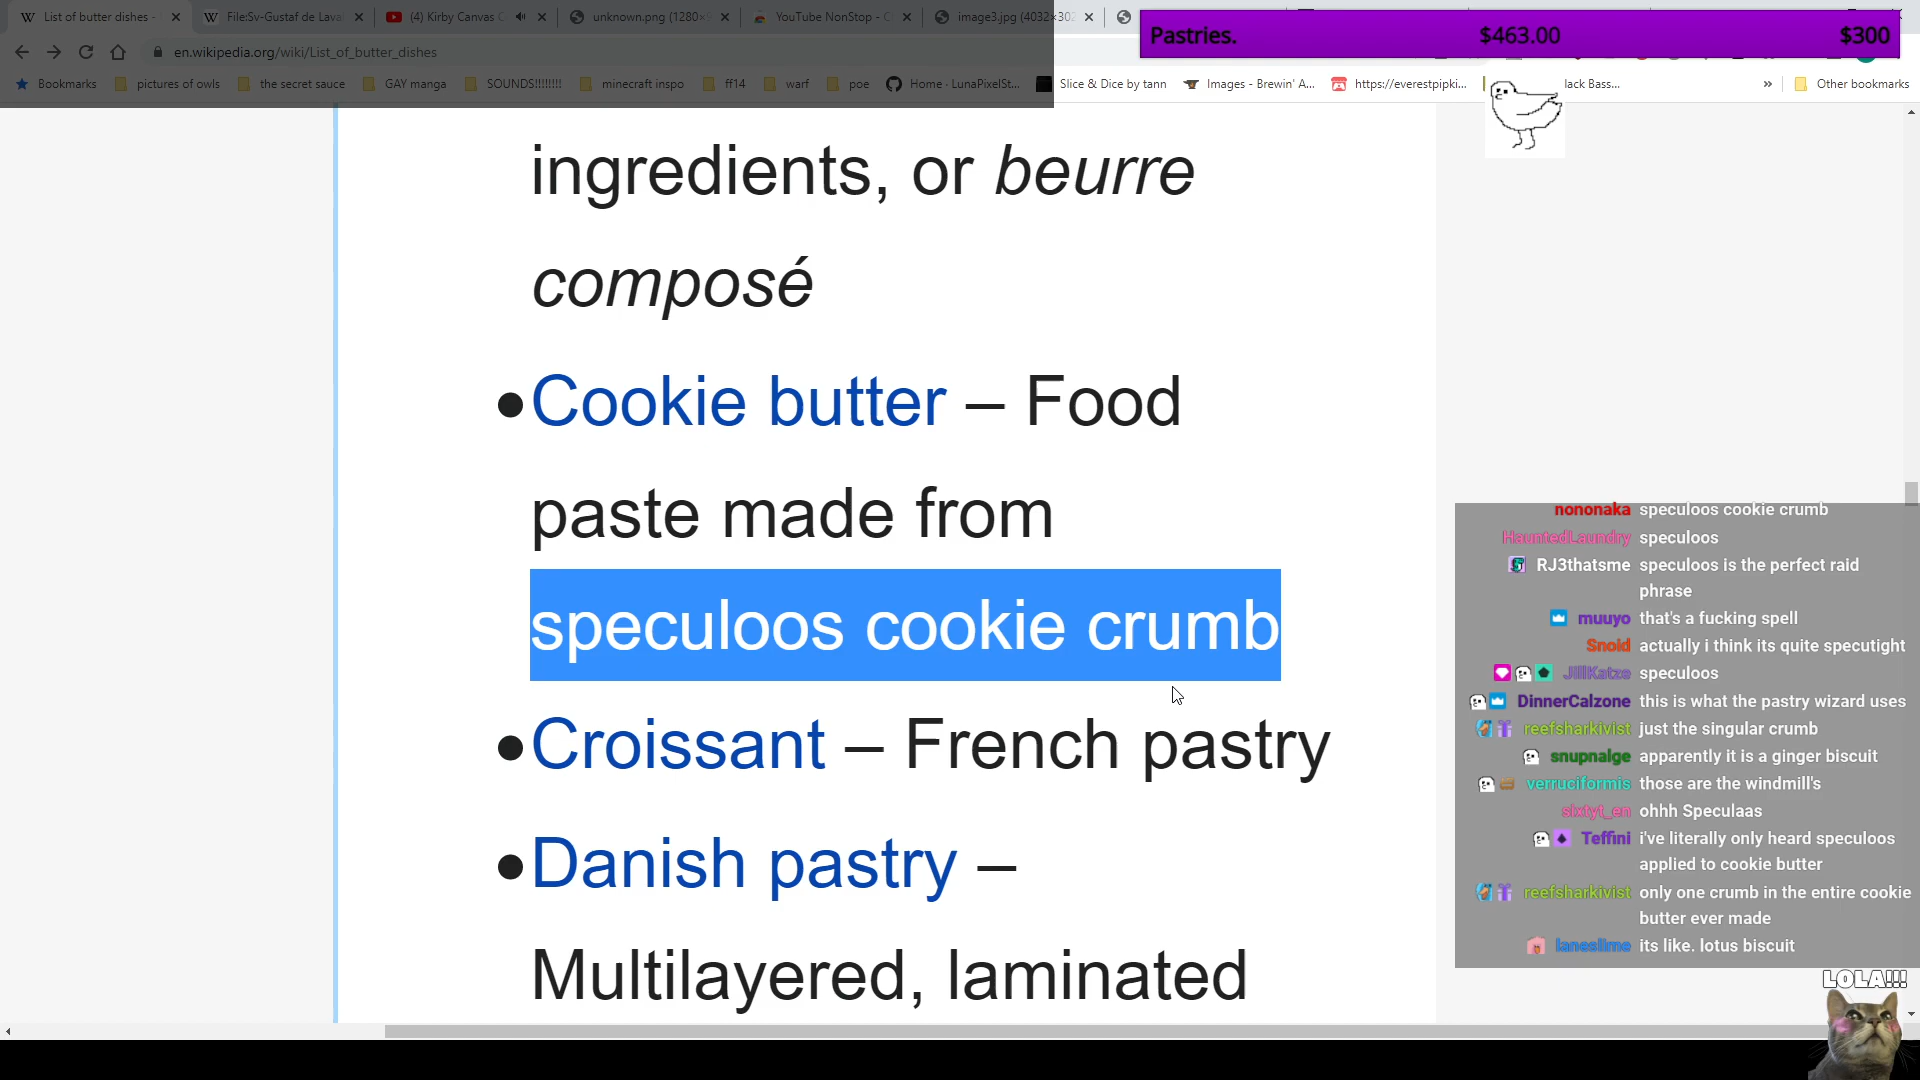 List of butter dishes -
File:Sv-Gustaf de Lava
(4) Kirby Canvas C
unknown.png (1280×
YouTube NonStop - C
image3.jpg (4032×302
Pastries. $463.00 $300
en.wikipedia.org/wiki/List_of_butter_dishes
Bookmarks pictures of owls the secret sauce GAY manga SOUNDS!!!!!!!! minecraft inspo ff14 warf poe Home - LunaPixelSt... Slice & Dice by tann Images - Brewin' A... https://everestpipki... lack Bass... » Other bookmarks
ingredients, or beurre
composé
•Cookie butter – Food
paste made from
speculoos cookie crumb
•Croissant – French pastry
•Danish pastry –
Multilayered, laminated
nononaka speculoos cookie crumb
HauntedLaundry speculoos
RJ3thatsme speculoos is the perfect raid
phrase
muuyo that's a fucking spell
Snoid actually i think its quite specutight
JillKatze speculoos
DinnerCalzone this is what the pastry wizard uses
reefsharkivist just the singular crumb
snupnalge apparently it is a ginger biscuit
verruciformis those are the windmill's
sixtyt_en ohhh Speculaas
Teffini i've literally only heard speculoos
applied to cookie butter
reefsharkivist only one crumb in the entire cookie
butter ever made
laneslime its like. lotus biscuit
LOLA!!!